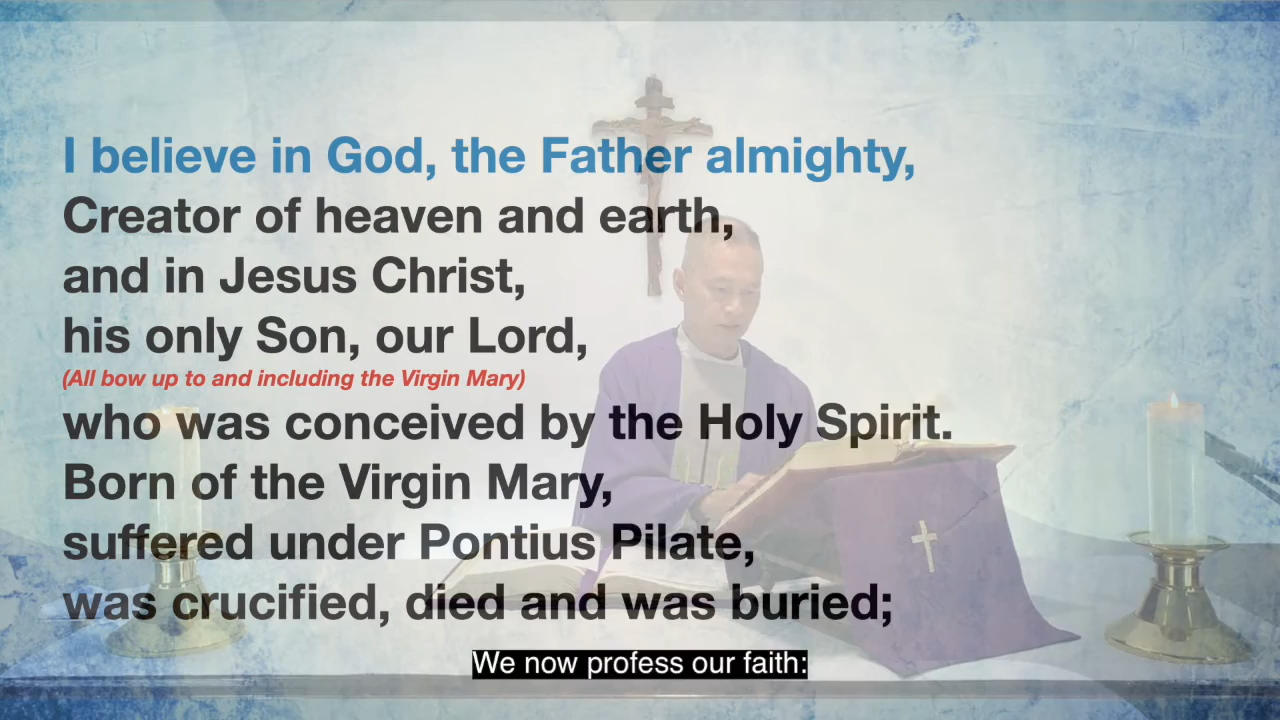 I believe in God, the Father almighty,
Creator of heaven and earth,
and in Jesus Christ,
his only Son, our Lord,
(All bow up to and including the Virgin Mary)
who was conceived by the Holy Spirit.
Born of the Virgin Mary,
suffered under Pontius Pilate,
was crucified, died and was buried;
We now profess our faith: